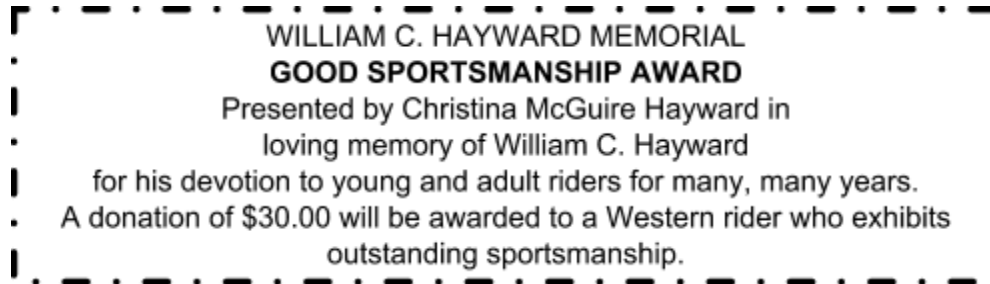 WILLIAM C. HAYWARD MEMORIAL
GOOD SPORTSMANSHIP AWARD
Presented by Christina McGuire Hayward in
loving memory of William C. Hayward
for his devotion to young and adult riders for many, many years.
A donation of $30.00 will be awarded to a Western rider who exhibits
outstanding sportsmanship.